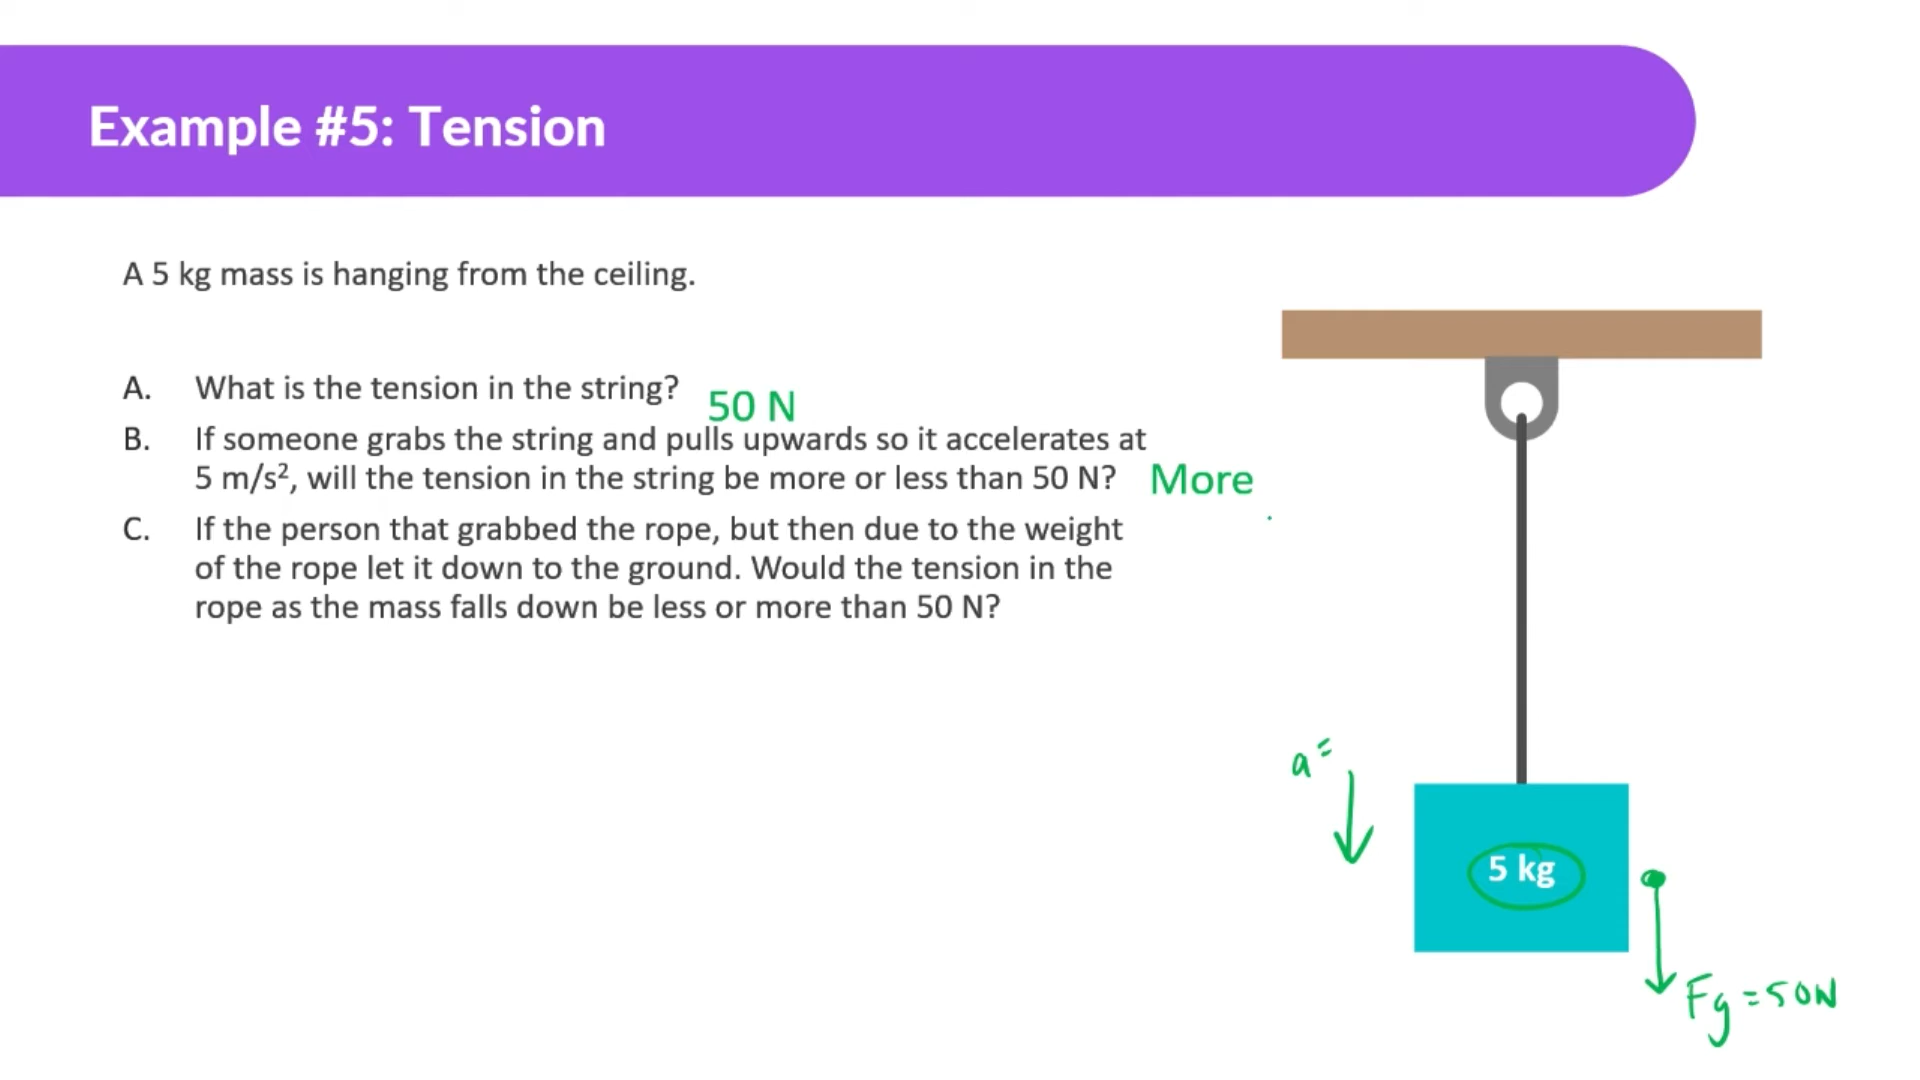 Example #5: Tension
A 5 kg mass is hanging from the ceiling.
A. What is the tension in the string? 50 N
B. If someone grabs the string and pulls upwards so it accelerates at
5 m/s², will the tension in the string be more or less than 50 N? More
C. If the person that grabbed the rope, but then due to the weight
of the rope let it down to the ground. Would the tension in the
rope as the mass falls down be less or more than 50 N?
a =
5 kg
Fg = 50N